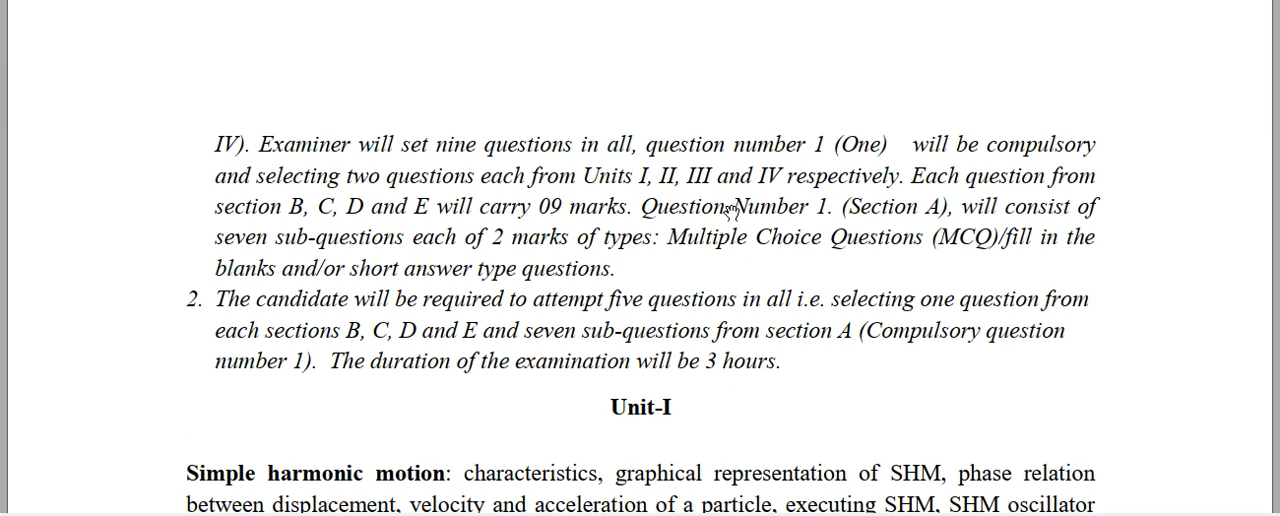 IV). Examiner will set nine questions in all, question number 1 (One) will be compulsory
and selecting two questions each from Units I, II, III and IV respectively. Each question from
section B, C, D and E will carry 09 marks. Question Number 1. (Section A), will consist of
seven sub-questions each of 2 marks of types: Multiple Choice Questions (MCQ)/fill in the
blanks and/or short answer type questions.
2. The candidate will be required to attempt five questions in all i.e. selecting one question from
each sections B, C, D and E and seven sub-questions from section A (Compulsory question
number 1). The duration of the examination will be 3 hours.
Unit-I
Simple harmonic motion: characteristics, graphical representation of SHM, phase relation
between displacement, velocity and acceleration of a particle, executing SHM, SHM oscillator